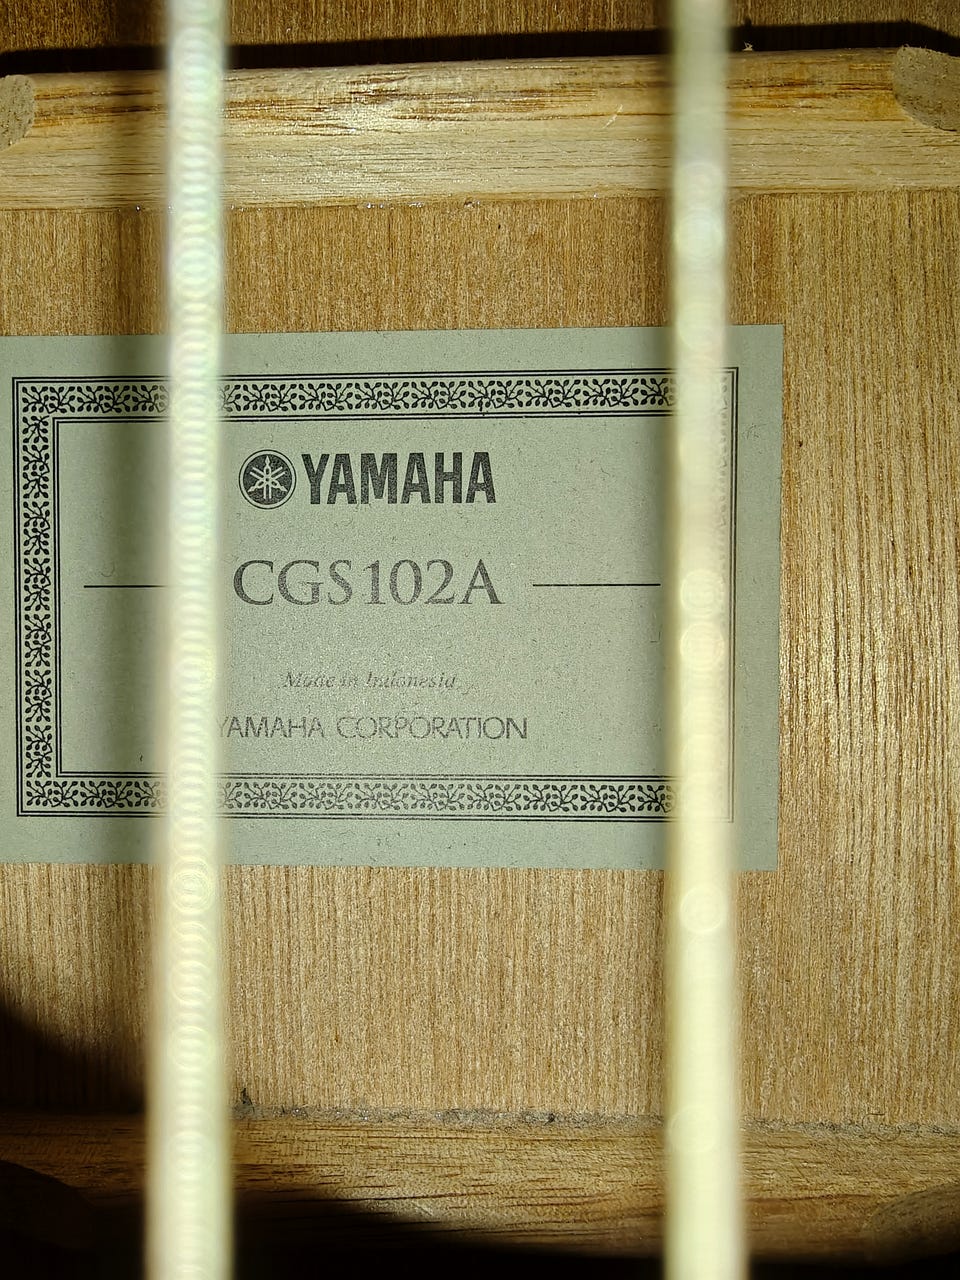 YAMAHA
CGS102A
Made in Indonesia
YAMAHA CORPORATION